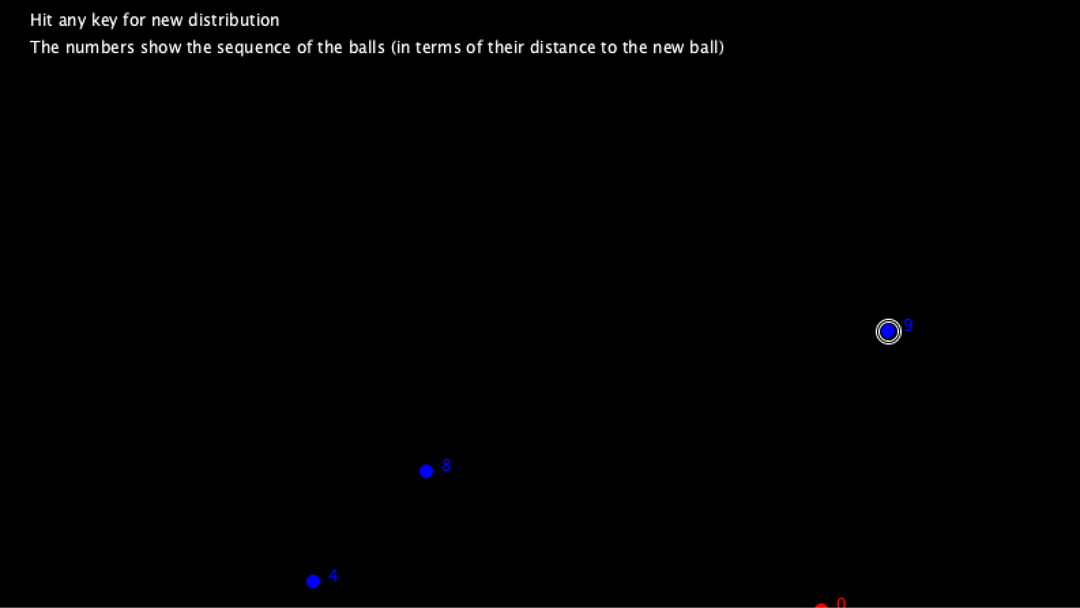 Hit any key for new distribution
The numbers show the sequence of the balls (in terms of their distance to the new ball)
9
8
4
0